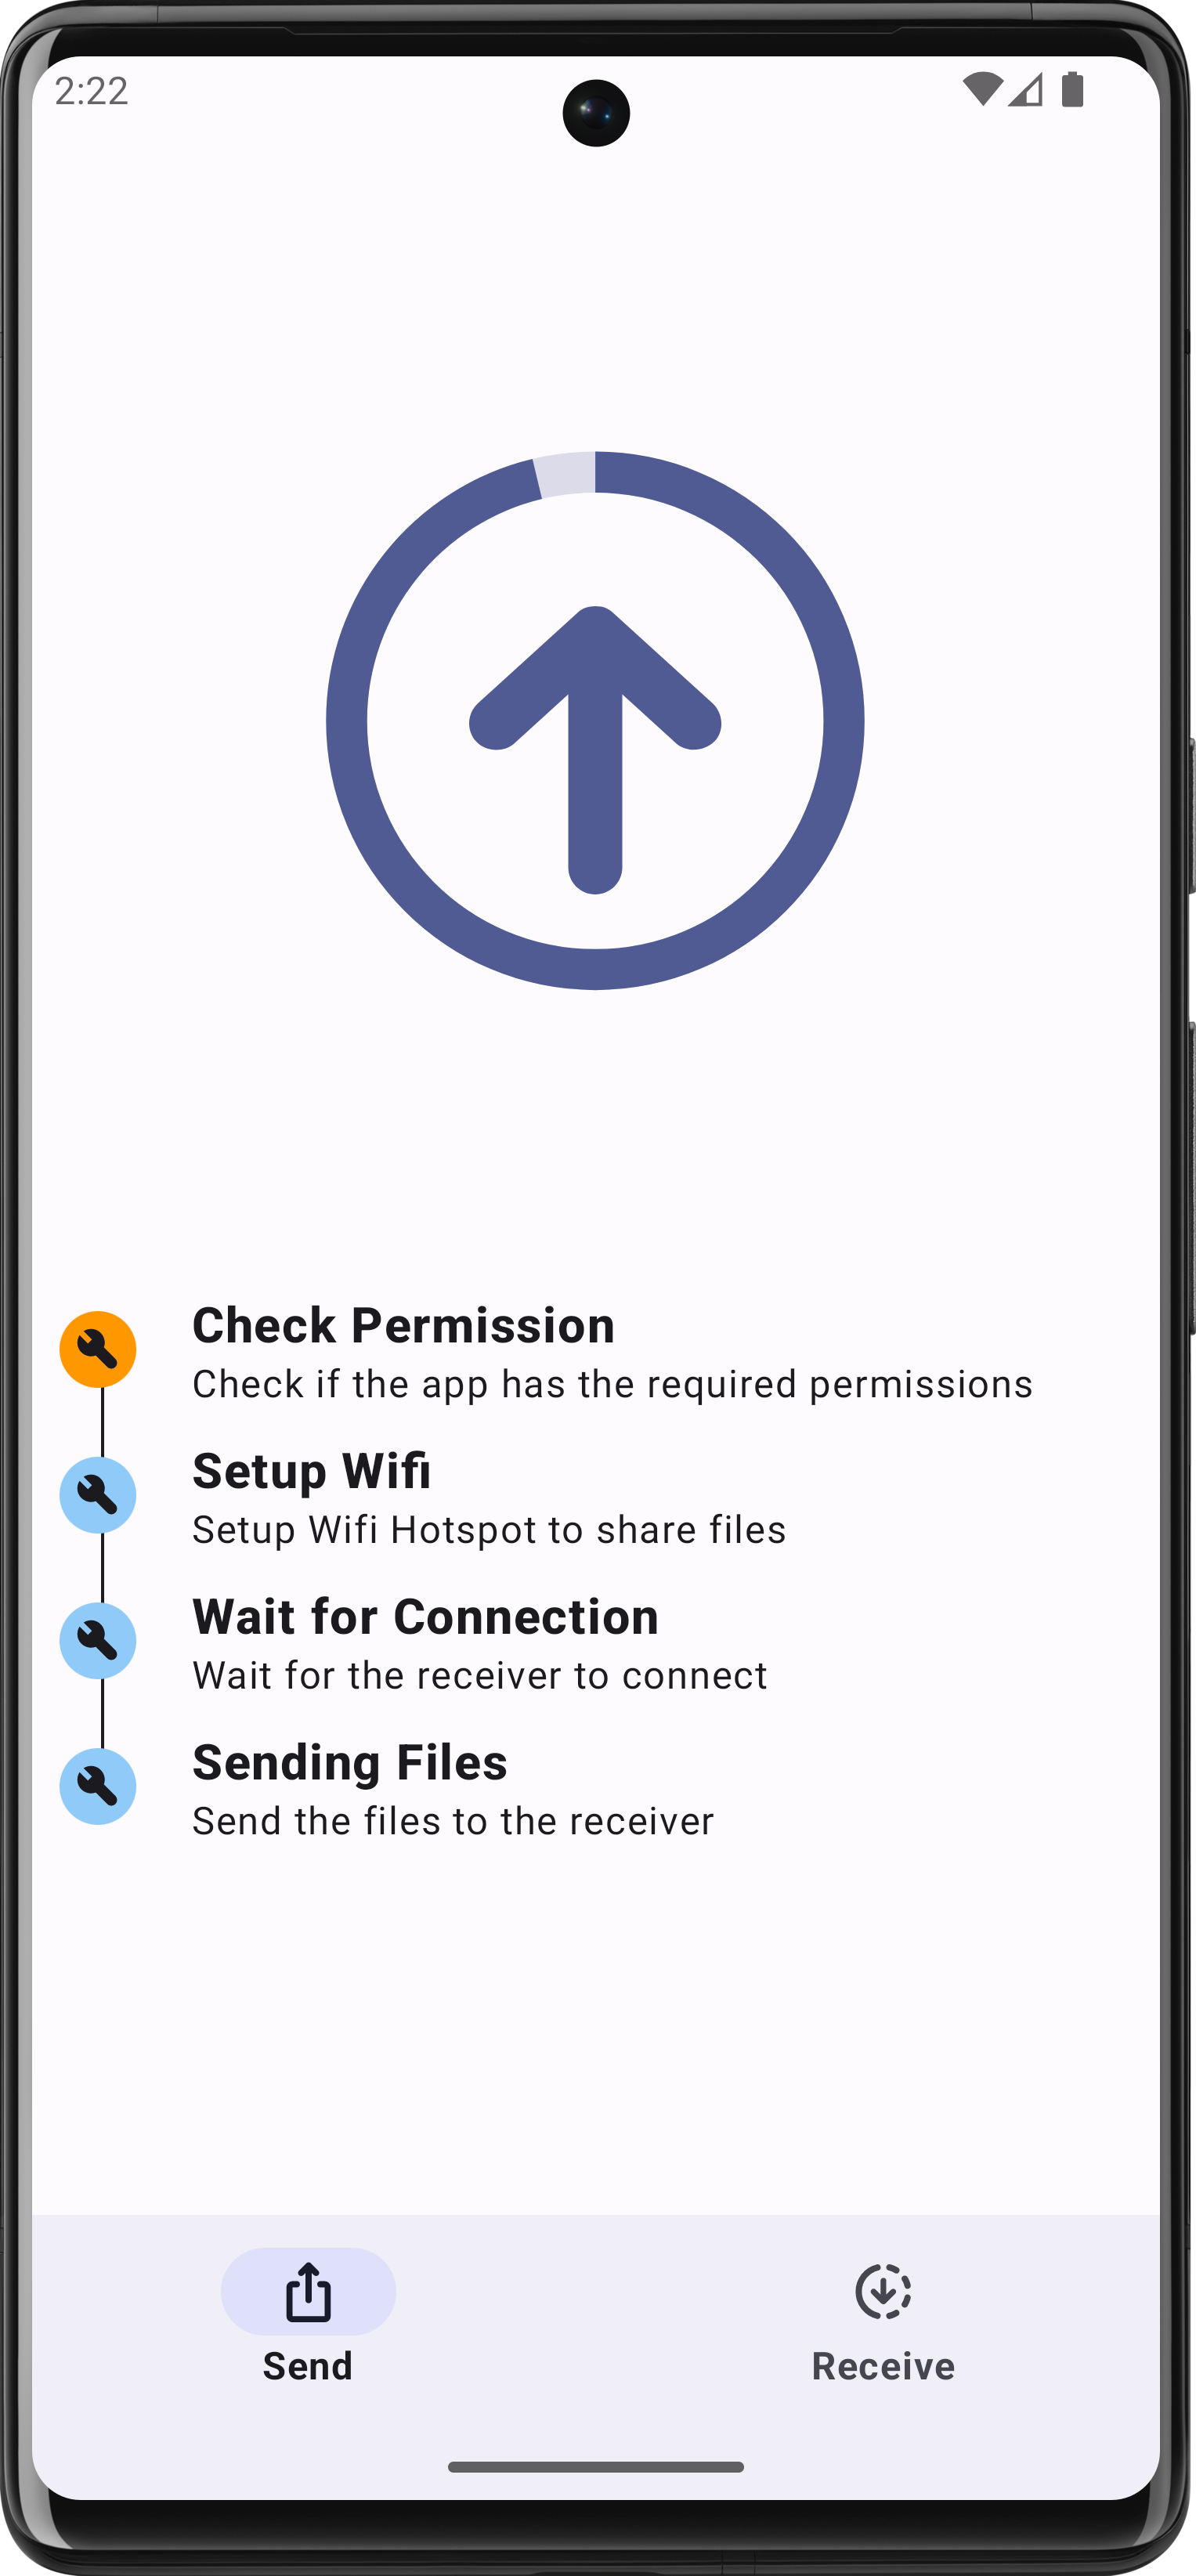 2:22
Check Permission
Check if the app has the required permissions
Setup Wifi
Setup Wifi Hotspot to share files
Wait for Connection
Wait for the receiver to connect
Sending Files
Send the files to the receiver
Send
Receive